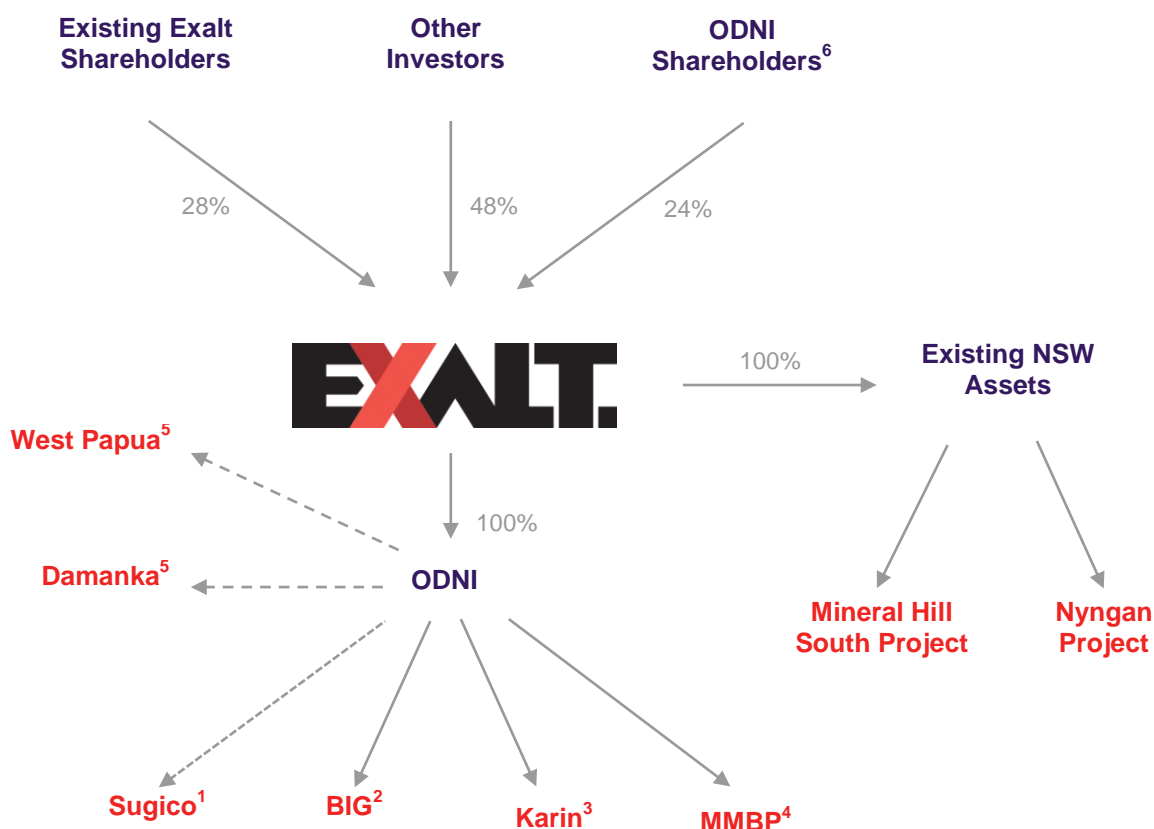 Existing Exalt
Shareholders
Other
Investors
ODNI
Shareholders⁶
28%
48%
24%
EXALT.
100%
Existing NSW
Assets
West Papua⁵
100%
Damanka⁵
ODNI
Mineral Hill
South Project
Nyngan
Project
Sugico¹
BIG²
Karin³
MMBP⁴